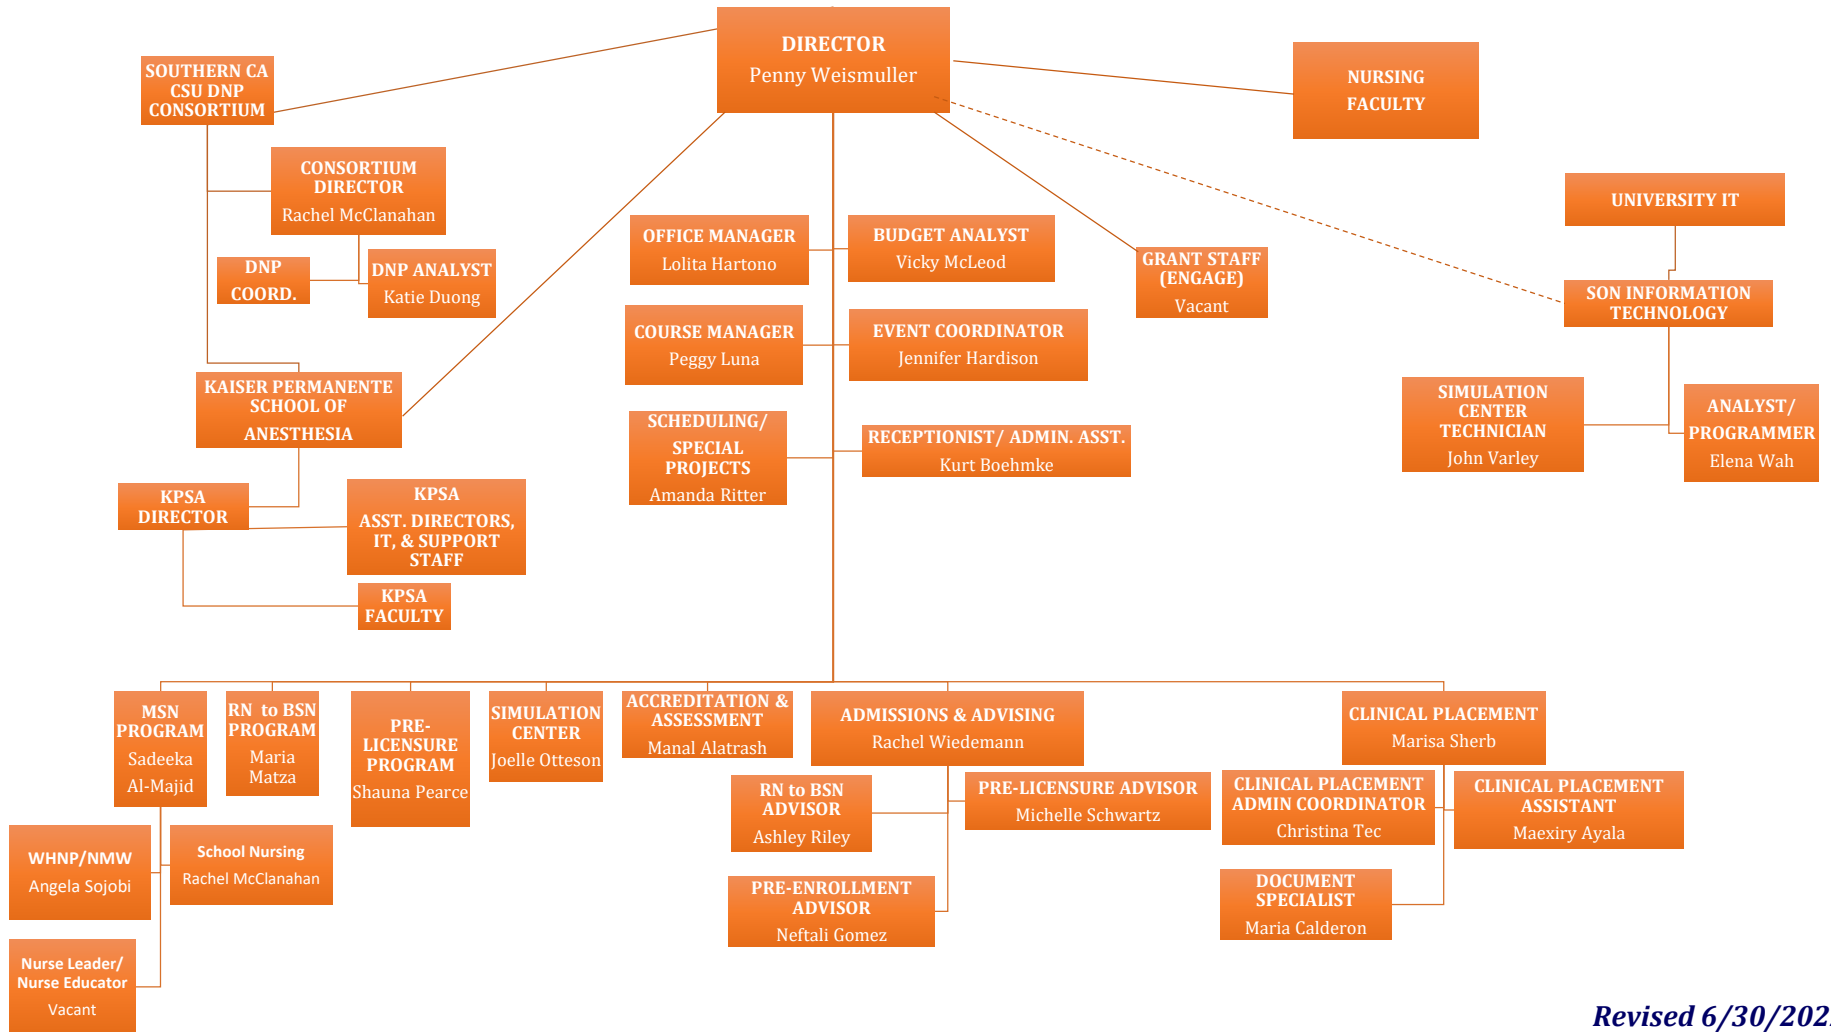 DIRECTOR
Penny Weismuller
SOUTHERN CA
CSU DNP
CONSORTIUM
NURSING
FACULTY
CONSORTIUM
DIRECTOR
Rachel McClanahan
UNIVERSITY IT
OFFICE MANAGER
Lolita Hartono
BUDGET ANALYST
Vicky McLeod
GRANT STAFF
(ENGAGE)
Vacant
DNP
COORD.
DNP ANALYST
Katie Duong
SON INFORMATION
TECHNOLOGY
COURSE MANAGER
Peggy Luna
EVENT COORDINATOR
Jennifer Hardison
KAISER PERMANENTE
SCHOOL OF
ANESTHESIA
SIMULATION
CENTER
TECHNICIAN
John Varley
ANALYST/
PROGRAMMER
Elena Wah
SCHEDULING/
SPECIAL
PROJECTS
Amanda Ritter
RECEPTIONIST/ ADMIN. ASST.
Kurt Boehmke
KPSA
DIRECTOR
KPSA
ASST. DIRECTORS,
IT, & SUPPORT
STAFF
KPSA
FACULTY
MSN
PROGRAM
Sadeeka
Al-Majid
RN to BSN
PROGRAM
Maria
Matza
PRE-
LICENSURE
PROGRAM
Shauna Pearce
SIMULATION
CENTER
Joelle Otteson
ACCREDITATION &
ASSESSMENT
Manal Alatrash
ADMISSIONS & ADVISING
Rachel Wiedemann
CLINICAL PLACEMENT
Marisa Sherb
RN to BSN
ADVISOR
Ashley Riley
PRE-LICENSURE ADVISOR
Michelle Schwartz
CLINICAL PLACEMENT
ADMIN COORDINATOR
Christina Tec
CLINICAL PLACEMENT
ASSISTANT
Maexiry Ayala
WHNP/NMW
Angela Sojobi
School Nursing
Rachel McClanahan
PRE-ENROLLMENT
ADVISOR
Neftali Gomez
DOCUMENT
SPECIALIST
Maria Calderon
Nurse Leader/
Nurse Educator
Vacant
Revised 6/30/202